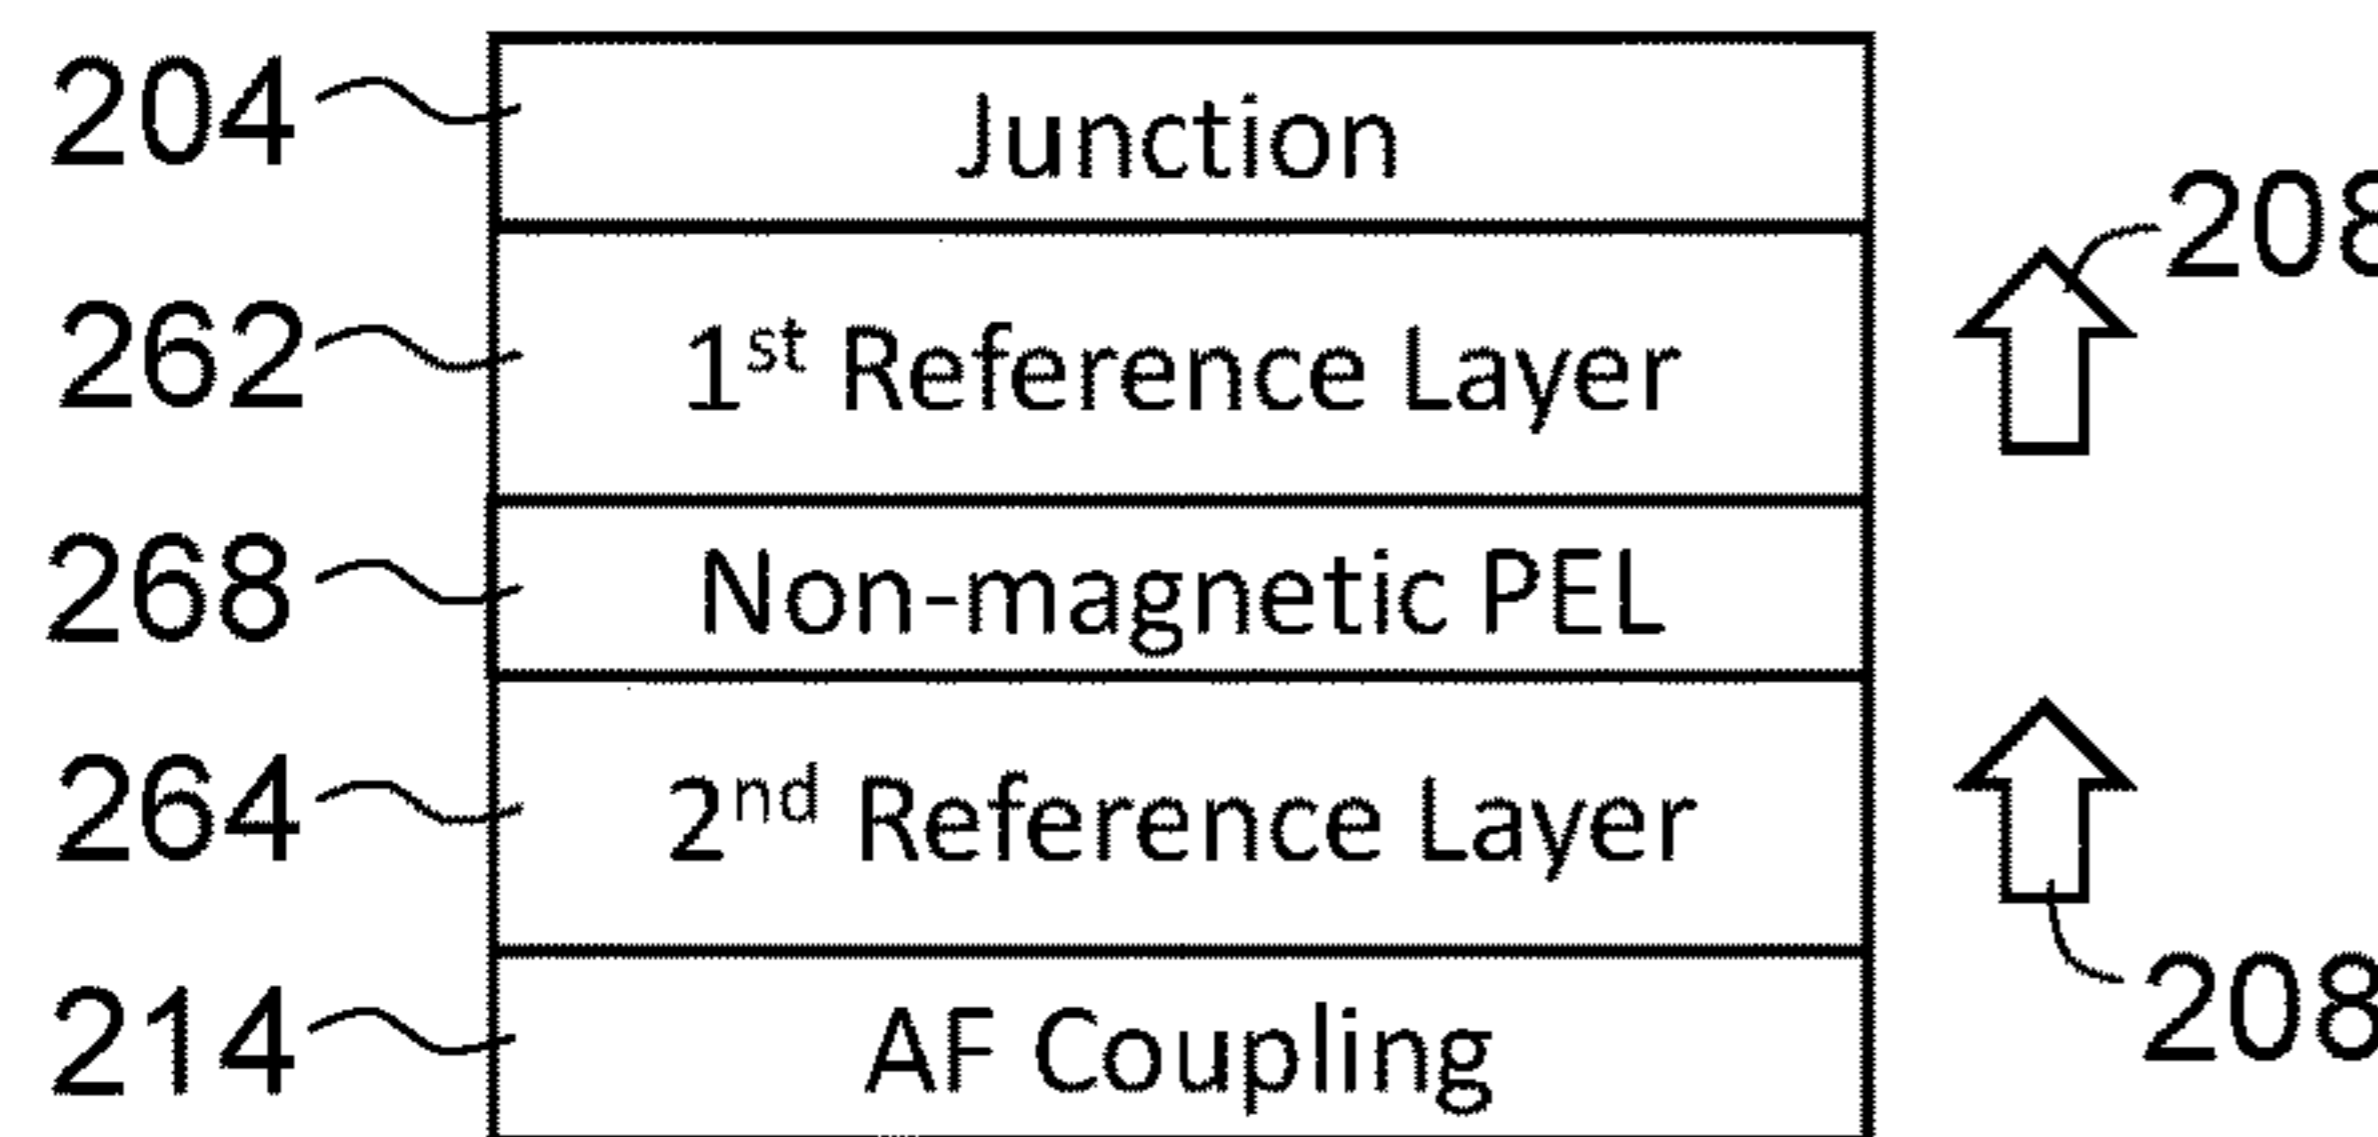 204 Junction
208
262 1st Reference Layer
268 Non-magnetic PEL
264 2nd Reference Layer
208
214 AF Coupling